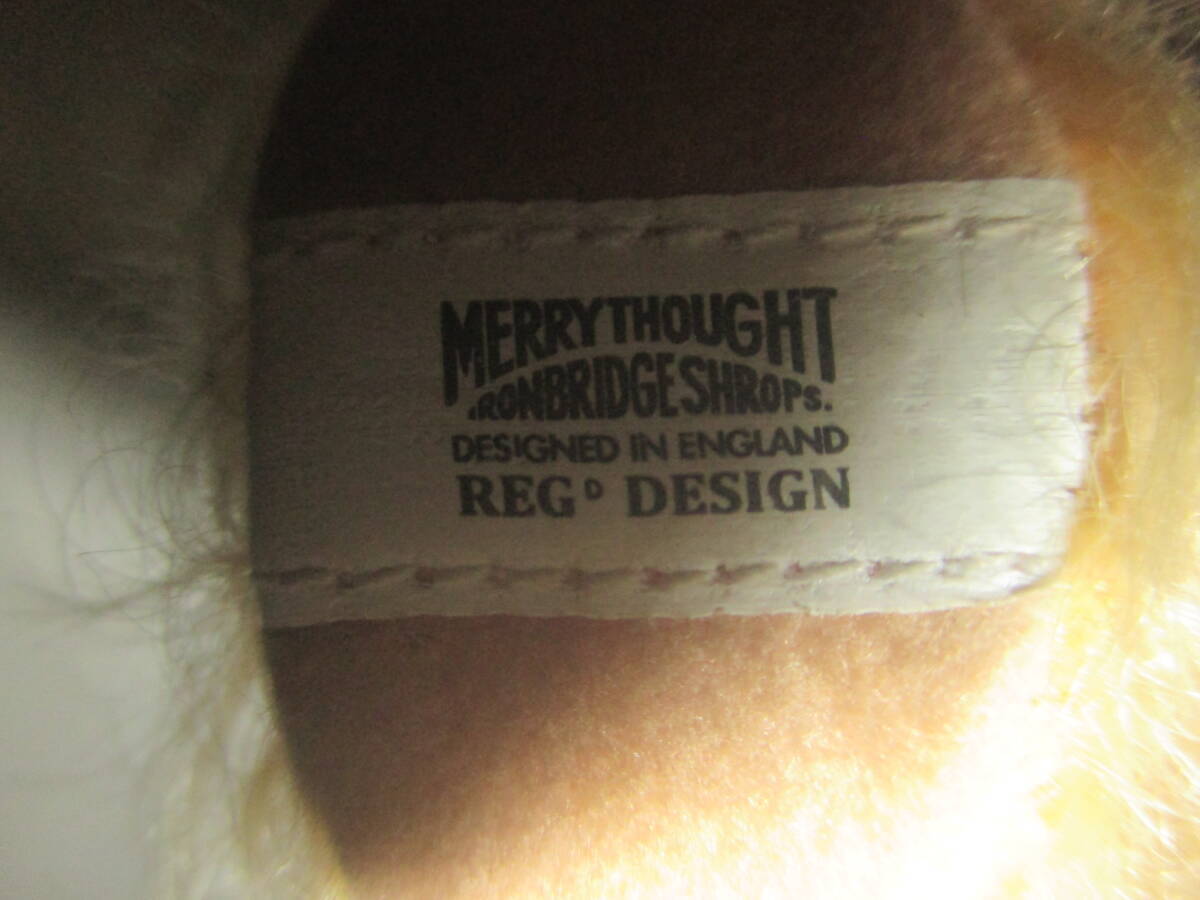 MERRYTHOUGHT
IRONBRIDGE SHROPS.
DESIGNED IN ENGLAND
REGD DESIGN